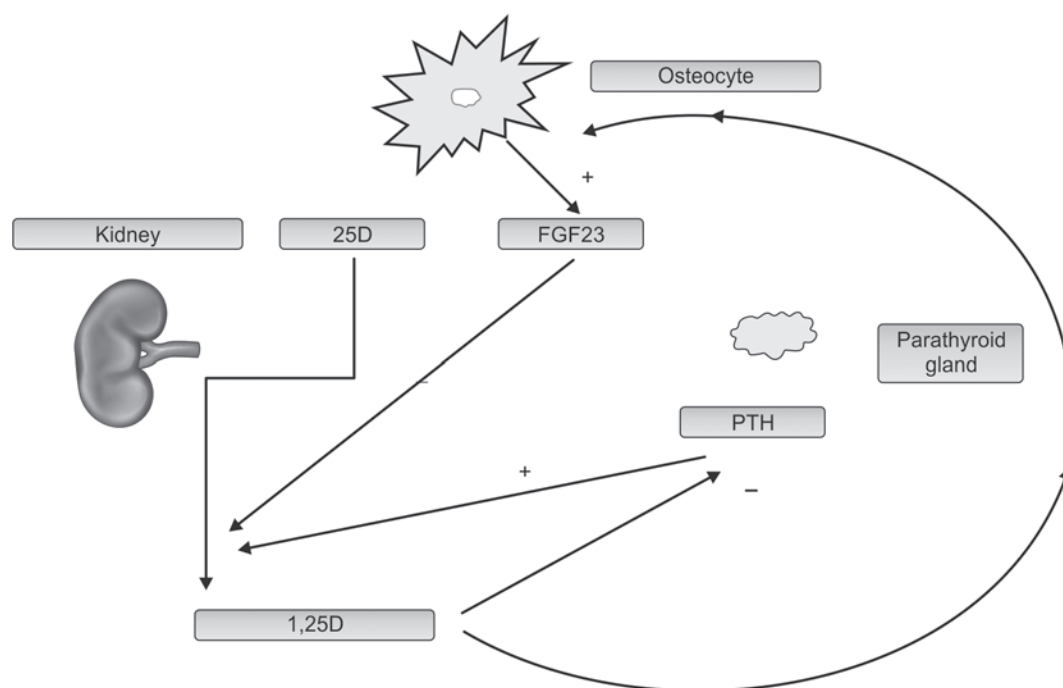 Osteocyte
+
Kidney
25D
FGF23
Parathyroid
gland
–
PTH
+
–
1,25D